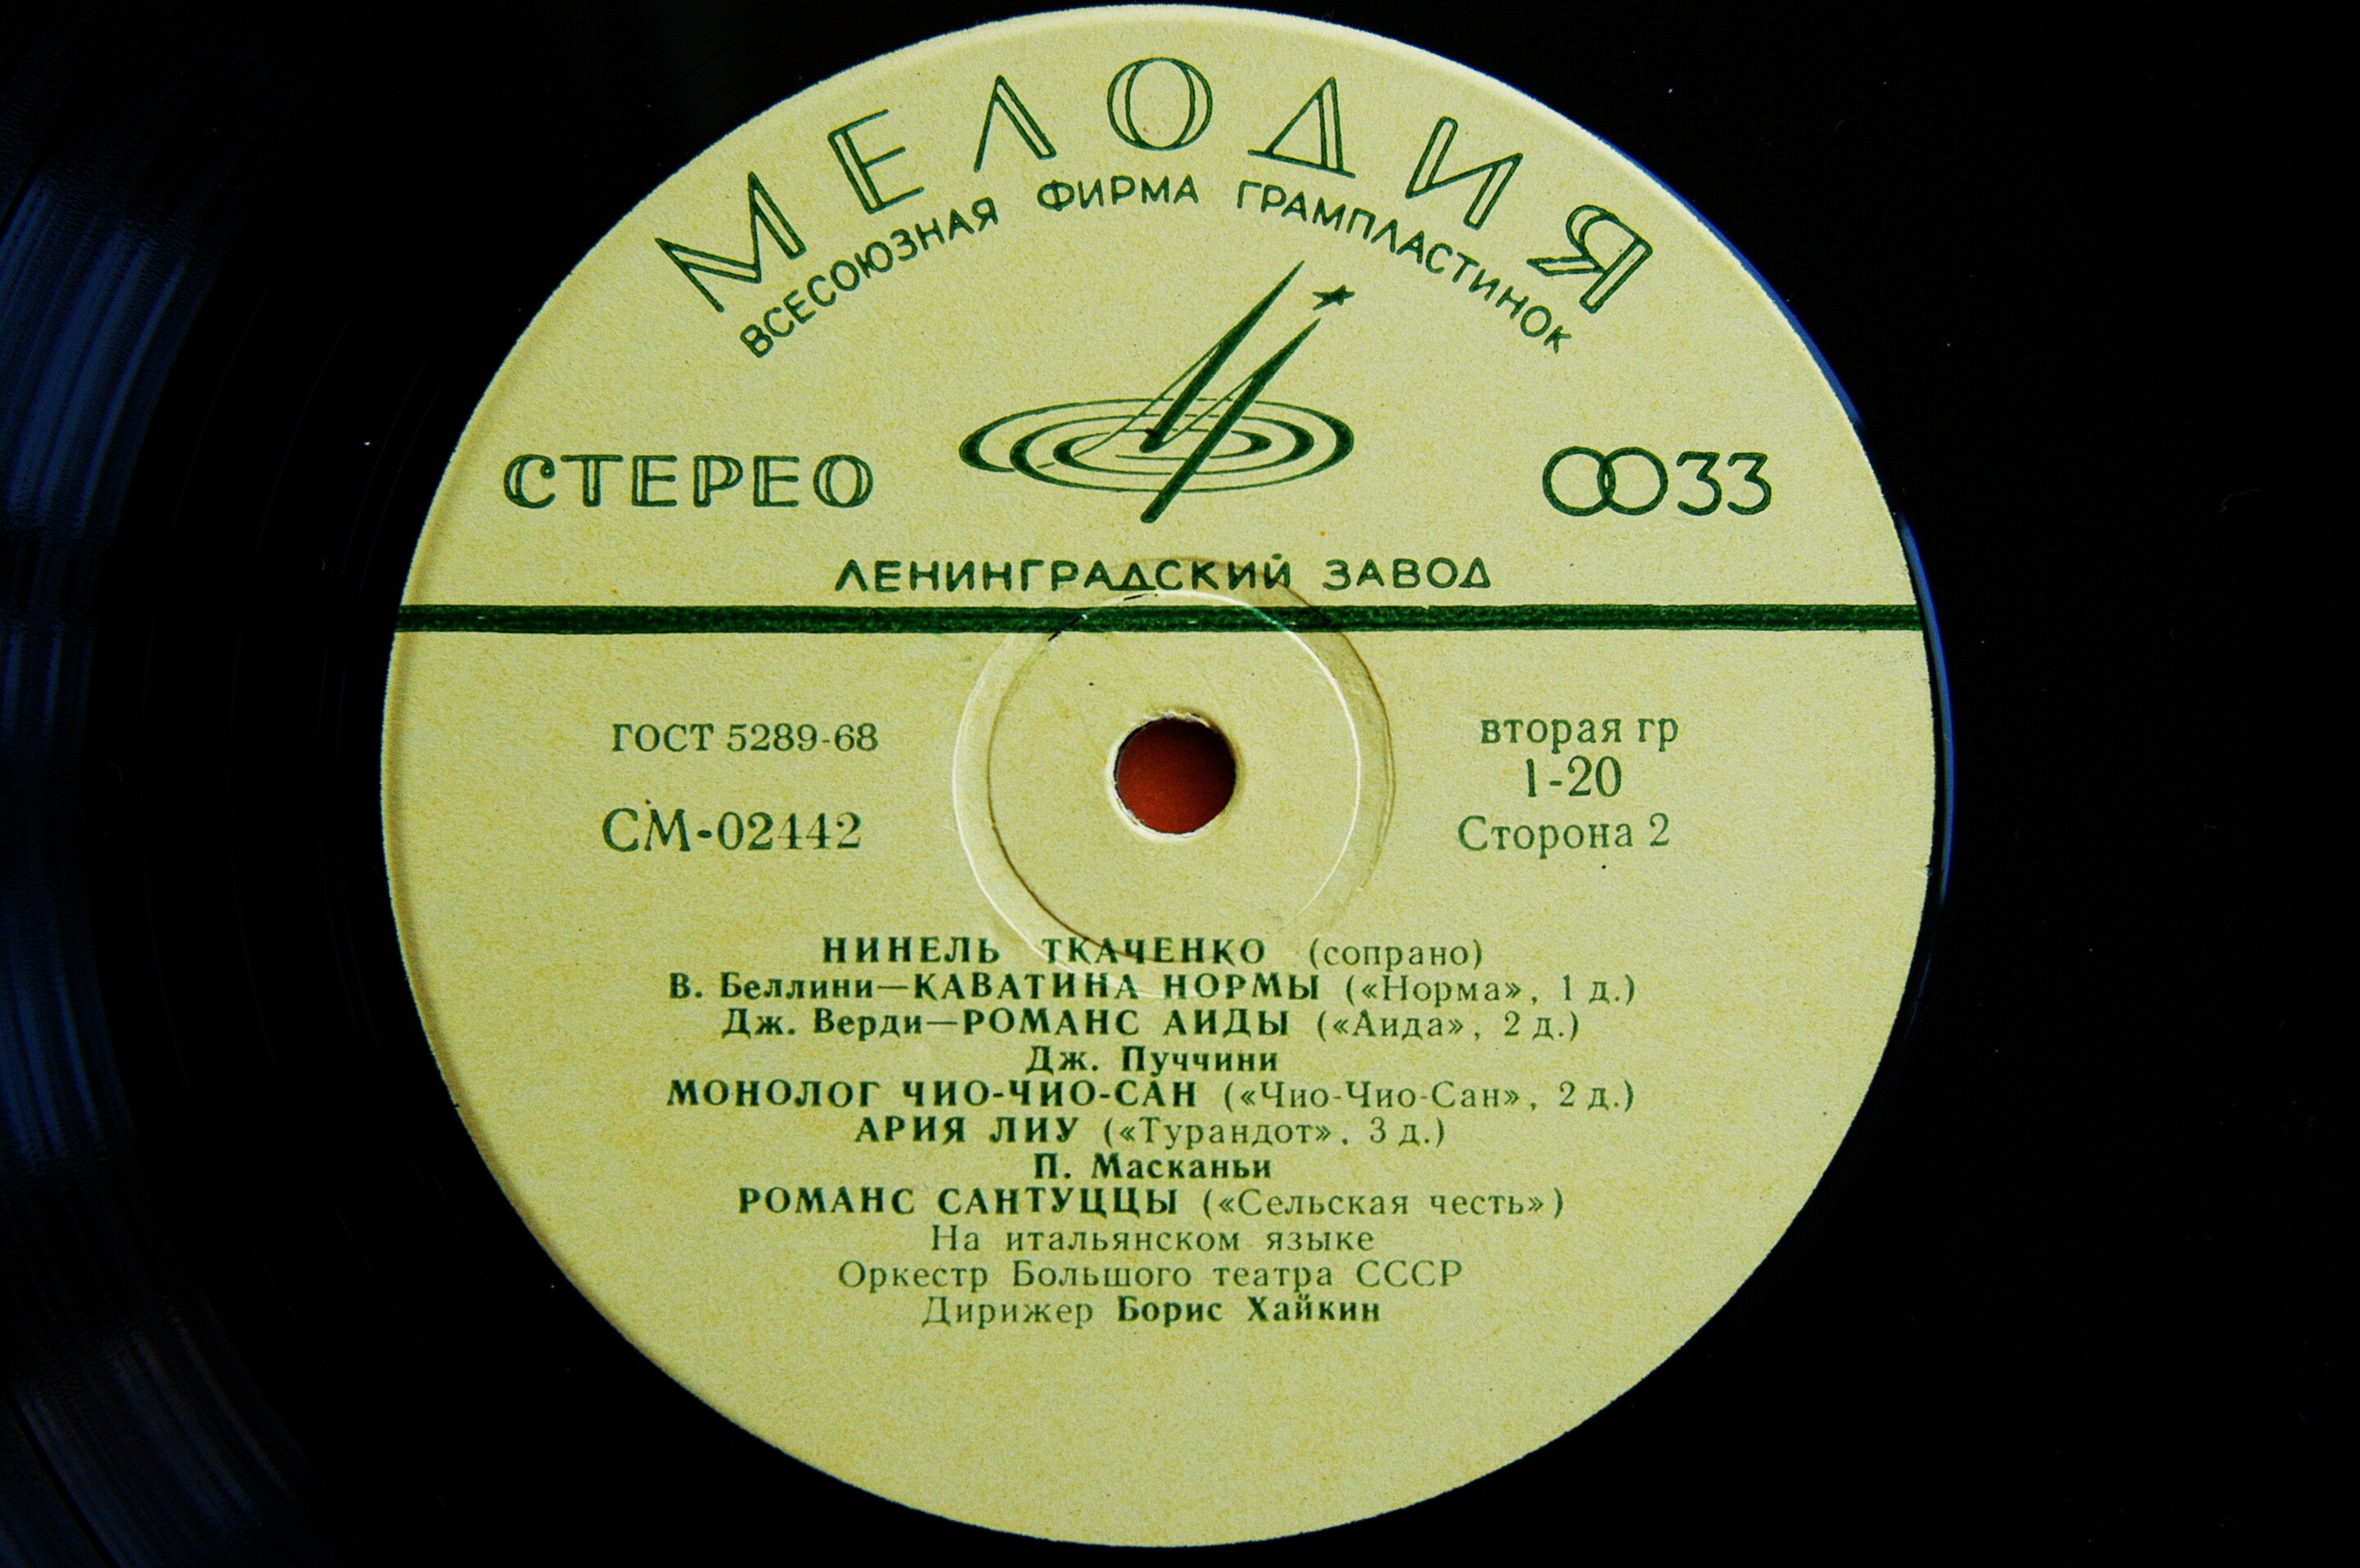 МЕЛОДИЯ
ВСЕСОЮЗНАЯ ФИРМА ГРАМПЛАСТИНОК
СТЕРЕО
33
ЛЕНИНГРАДСКИЙ ЗАВОД
ГОСТ 5289-68
вторая гр
1-20
СМ-02442
Сторона 2
НИНЕЛЬ ТКАЧЕНКО (сопрано)
В. Беллини—КАВАТИНА НОРМЫ («Норма», 1 д.)
Дж. Верди—РОМАНС АИДЫ («Аида», 2 д.)
Дж. Пуччини
МОНОЛОГ ЧИО-ЧИО-САН («Чио-Чио-Сан», 2 д.)
АРИЯ ЛИУ («Турандот», 3 д.)
П. Масканьи
РОМАНС САНТУЦЦЫ («Сельская честь»)
На итальянском языке
Оркестр Большого театра СССР
Дирижер Борис Хайкин